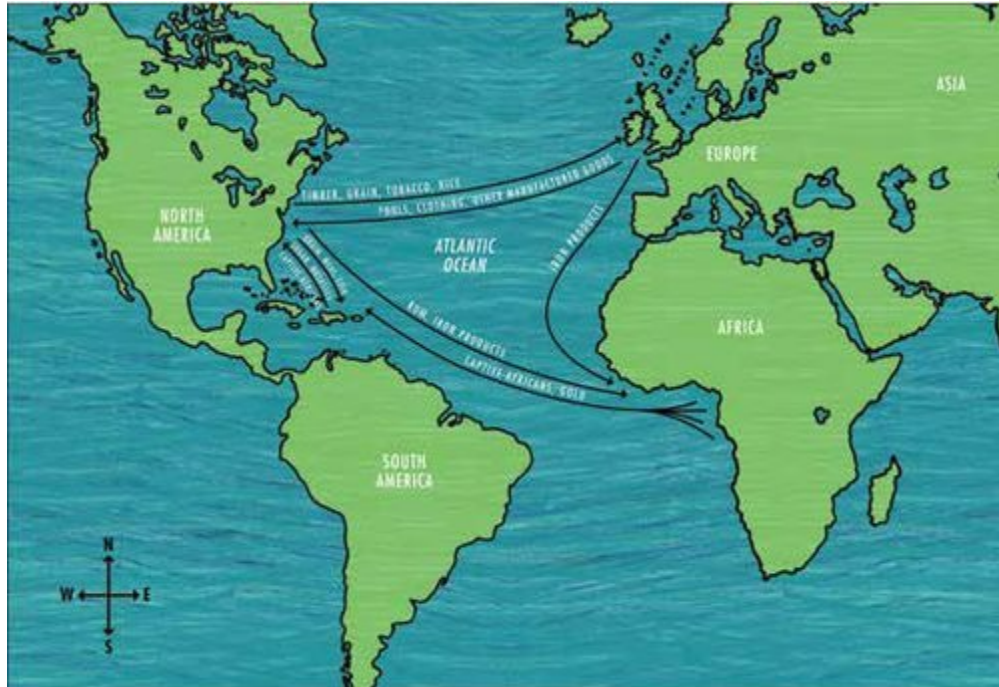 ASIA
EUROPE
TIMBER, GRAIN, TOBACCO, RICE
TOOLS, CLOTHING, OTHER MANUFACTURED GOODS
NORTH
AMERICA
ATLANTIC
OCEAN
IRON PRODUCTS
AFRICA
RUM, IRON PRODUCTS
CAPTIVE AFRICANS, GOLD
SOUTH
AMERICA
N
W
E
S